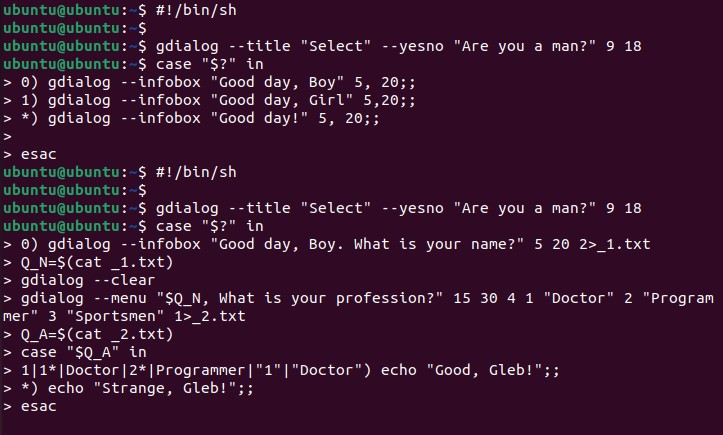 ubuntu@ubuntu:~$ #!/bin/sh
ubuntu@ubuntu:~$
ubuntu@ubuntu:~$ gdialog --title "Select" --yesno "Are you a man?" 9 18
ubuntu@ubuntu:~$ case "$?" in
> 0) gdialog --infobox "Good day, Boy" 5, 20;;
> 1) gdialog --infobox "Good day, Girl" 5,20;;
> *) gdialog --infobox "Good day!" 5, 20;;
>
> esac
ubuntu@ubuntu:~$ #!/bin/sh
ubuntu@ubuntu:~$
ubuntu@ubuntu:~$ gdialog --title "Select" --yesno "Are you a man?" 9 18
ubuntu@ubuntu:~$ case "$?" in
> 0) gdialog --infobox "Good day, Boy. What is your name?" 5 20 2>_1.txt
> Q_N=$(cat _1.txt)
> gdialog --clear
> gdialog --menu "$Q_N, What is your profession?" 15 30 4 1 "Doctor" 2 "Program
mer" 3 "Sportsmen" 1>_2.txt
> Q_A=$(cat _2.txt)
> case "$Q_A" in
> 1|1*|Doctor|2*|Programmer|"1"|"Doctor") echo "Good, Gleb!";;
> *) echo "Strange, Gleb!";;
> esac